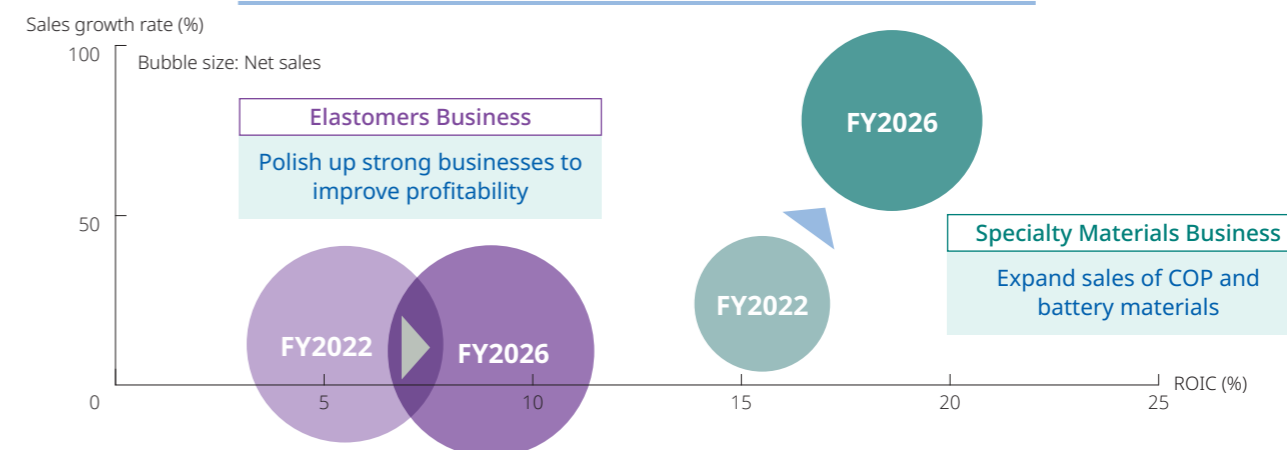 Sales growth rate (%)
100
Bubble size: Net sales
Elastomers Business
Polish up strong businesses to
improve profitability
FY2026
50
Specialty Materials Business
Expand sales of COP and
battery materials
FY2022
FY2022
FY2026
ROIC (%)
0
5
10
15
20
25